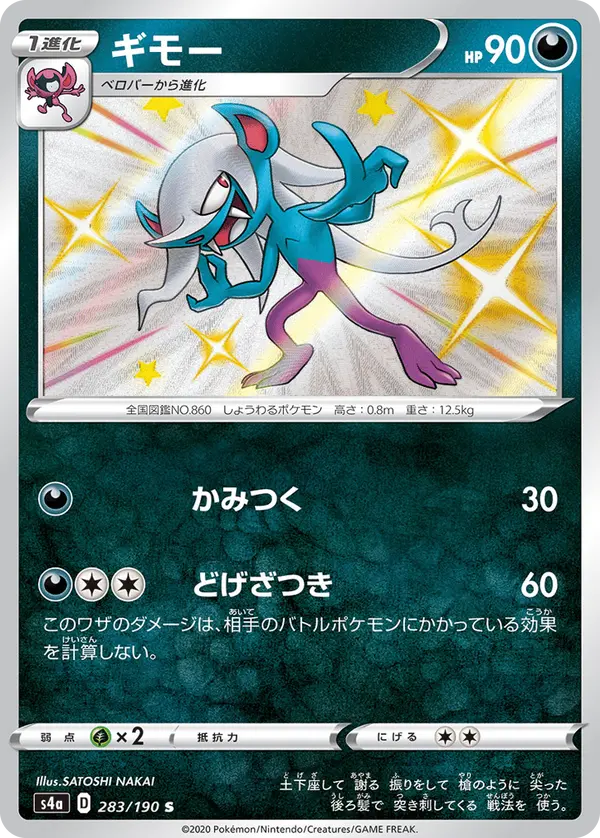 1進化 ギモー HP 90
ベロバーから進化
全国図鑑NO.860 しょうわるポケモン 高さ：0.8m 重さ：12.5kg
かみつく 30
どげざつき 60
このワザのダメージは、相手のバトルポケモンにかかっている効果
を計算しない。
弱点 ×2 抵抗力 にげる
Illus.SATOSHI NAKAI
s4a D 283/190 S
土下座して 謝る 振りをして 槍のように 尖った
後ろ髪で 突き刺してくる 戦法を 使う。
©2020 Pokémon/Nintendo/Creatures/GAME FREAK.